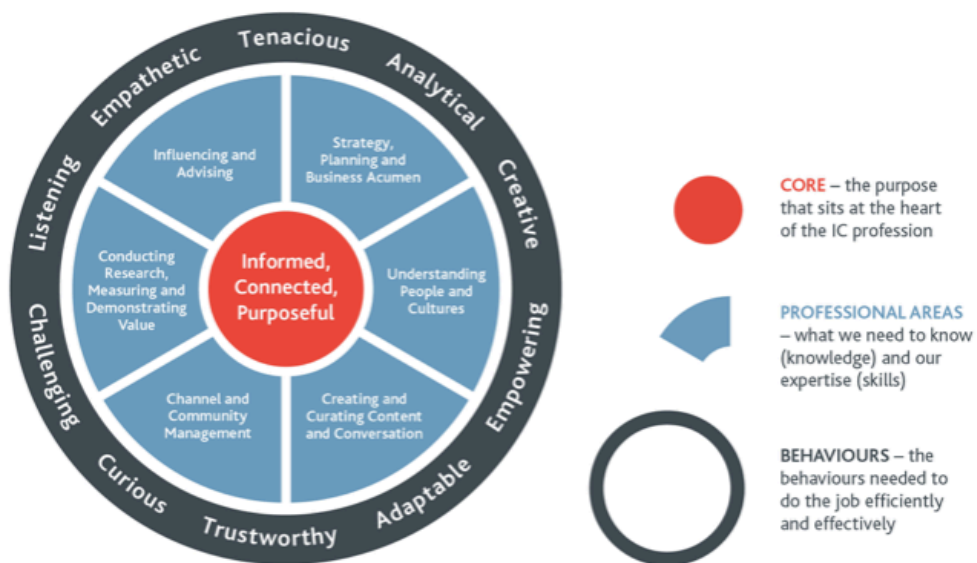 Tenacious
Analytical
Creative
Empowering
Adaptable
Trustworthy
Curious
Challenging
Listening
Empathetic
Influencing and
Advising
Strategy,
Planning and
Business Acumen
Understanding
People and
Cultures
Creating and
Curating Content
and Conversation
Channel and
Community
Management
Conducting
Research,
Measuring and
Demonstrating
Value
Informed,
Connected,
Purposeful
CORE – the purpose
that sits at the heart
of the IC profession
PROFESSIONAL AREAS
– what we need to know
(knowledge) and our
expertise (skills)
BEHAVIOURS – the
behaviours needed to
do the job efficiently
and effectively